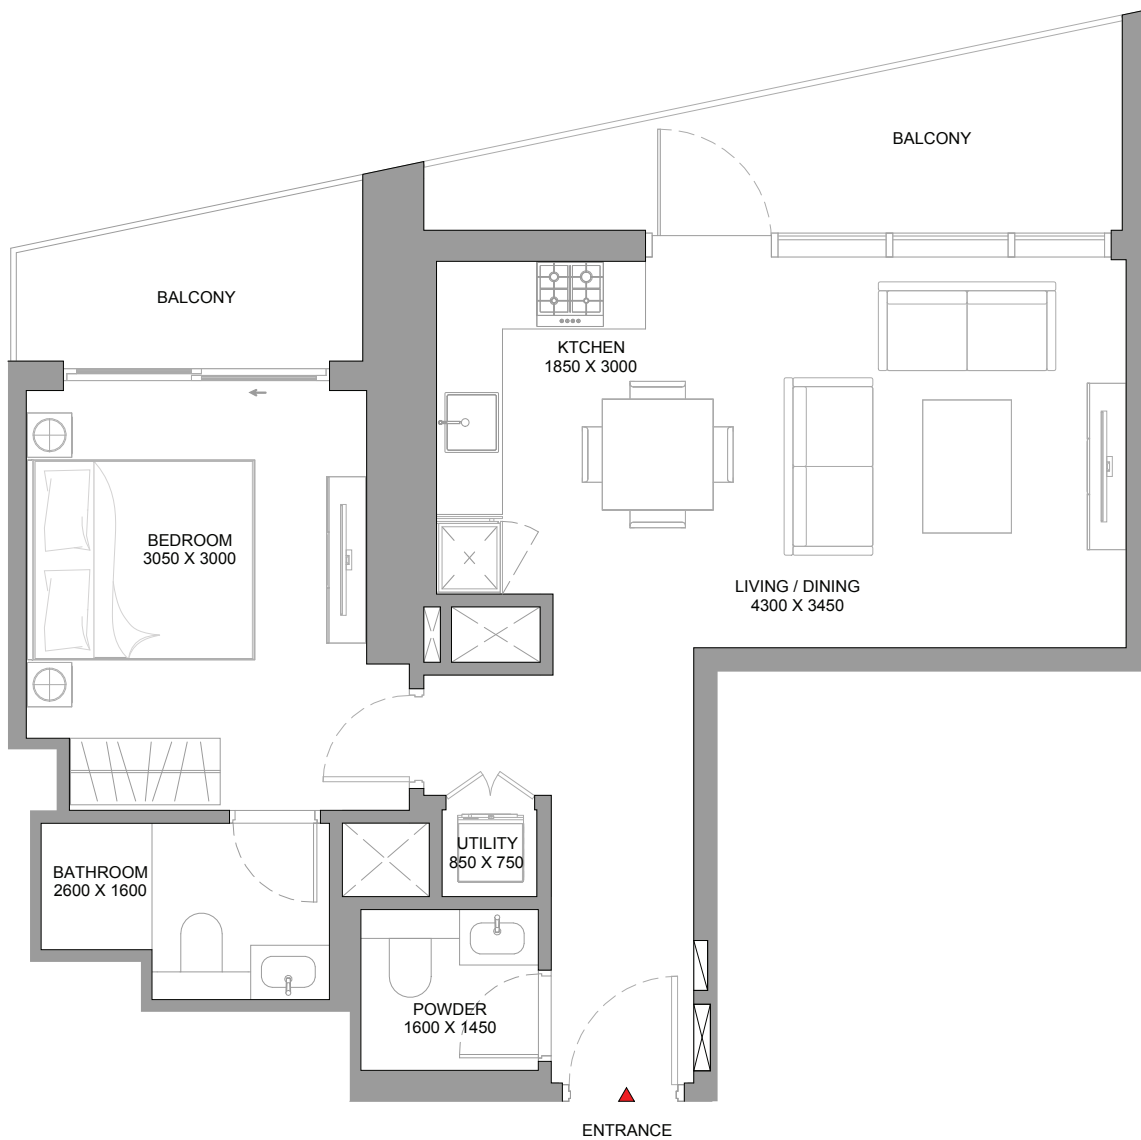 BALCONY
BALCONY
KTCHEN
1850 X 3000
BEDROOM
3050 X 3000
LIVING / DINING
4300 X 3450
UTILITY
850 X 750
BATHROOM
2600 X 1600
POWDER
1600 X 1450
ENTRANCE